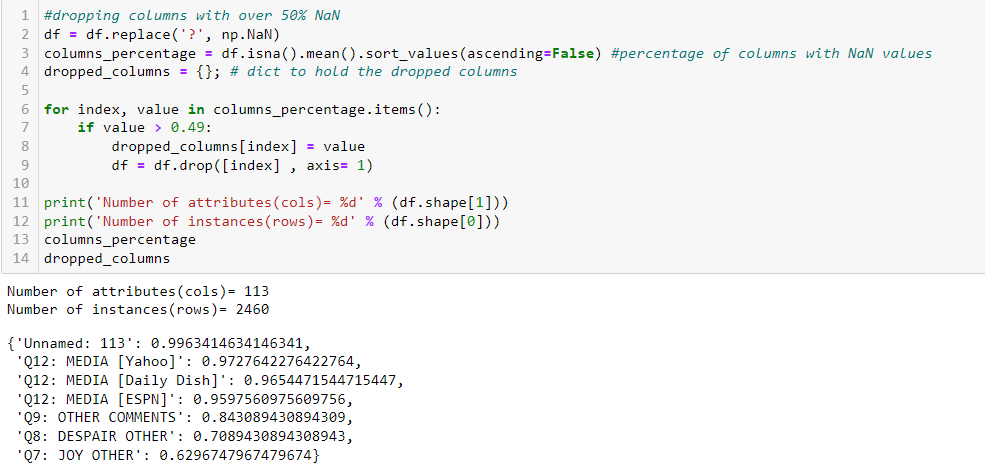 1 #dropping columns with over 50% NaN
2 df = df.replace('?', np.NaN)
3 columns_percentage = df.isna().mean().sort_values(ascending=False) #percentage of columns with NaN values
4 dropped_columns = {}; # dict to hold the dropped columns
5
6 for index, value in columns_percentage.items():
7     if value > 0.49:
8         dropped_columns[index] = value
9         df = df.drop([index] , axis= 1)
10
11 print('Number of attributes(cols)= %d' % (df.shape[1]))
12 print('Number of instances(rows)= %d' % (df.shape[0]))
13 columns_percentage
14 dropped_columns
Number of attributes(cols)= 113
Number of instances(rows)= 2460
{'Unnamed: 113': 0.9963414634146341,
 'Q12: MEDIA [Yahoo]': 0.9727642276422764,
 'Q12: MEDIA [Daily Dish]': 0.9654471544715447,
 'Q12: MEDIA [ESPN]': 0.9597560975609756,
 'Q9: OTHER COMMENTS': 0.843089430894309,
 'Q8: DESPAIR OTHER': 0.7089430894308943,
 'Q7: JOY OTHER': 0.6296747967479674}